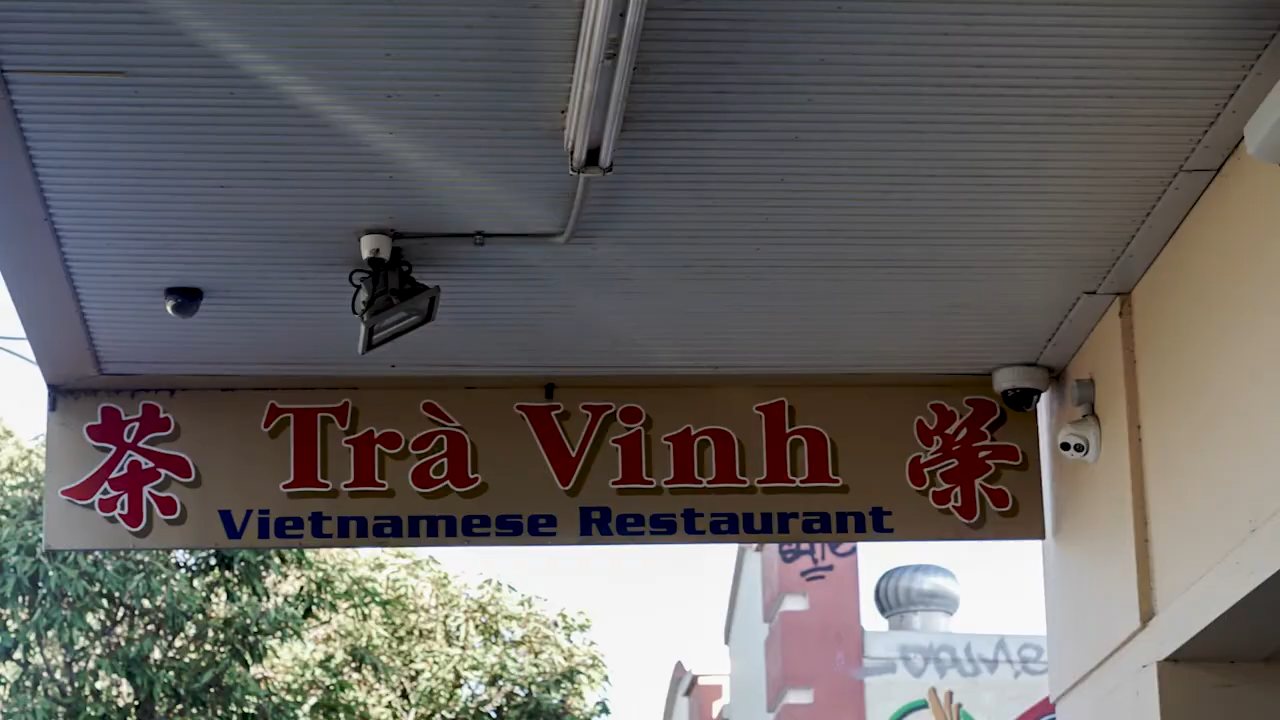 茶 Trà Vinh 榮
Vietnamese Restaurant